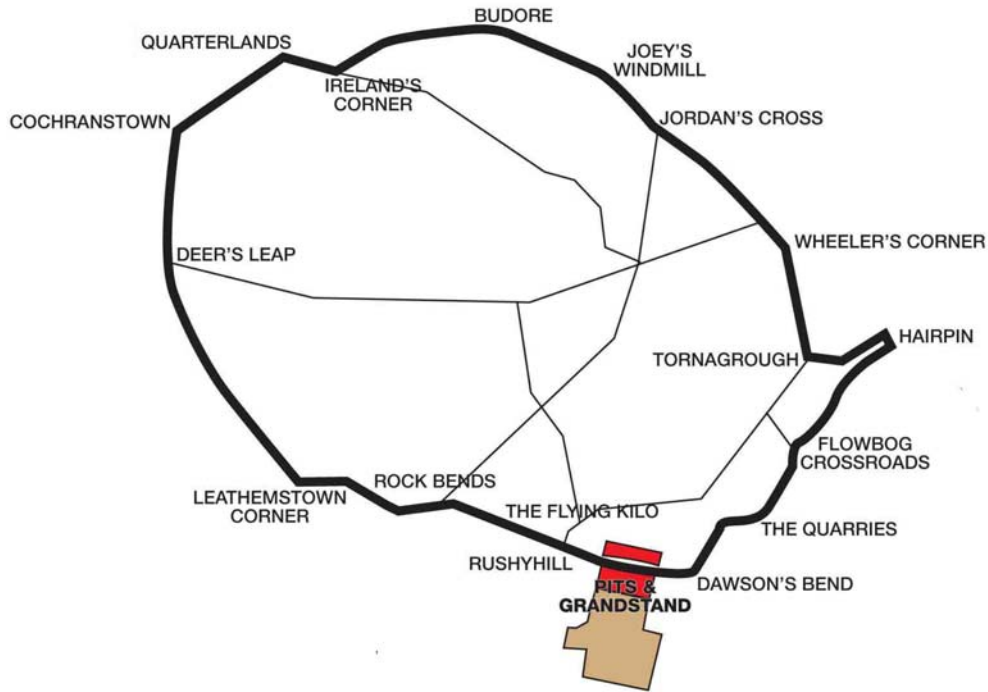 BUDORE
QUARTERLANDS
JOEY'S
WINDMILL
IRELAND'S
CORNER
COCHRANSTOWN
JORDAN'S CROSS
WHEELER'S CORNER
DEER'S LEAP
HAIRPIN
TORNAGROUGH
FLOWBOG
CROSSROADS
ROCK BENDS
LEATHEMSTOWN
CORNER
THE FLYING KILO
THE QUARRIES
RUSHYHILL
DAWSON'S BEND
PITS &
GRANDSTAND